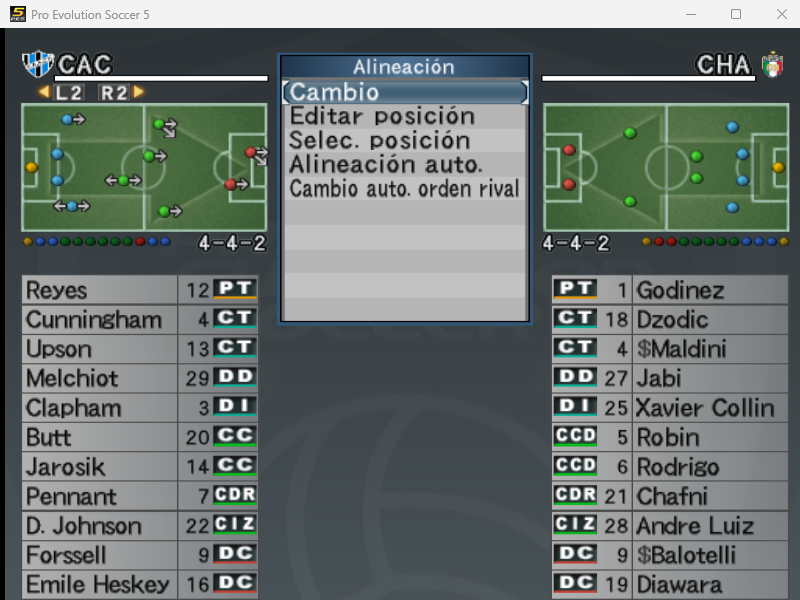 Pro Evolution Soccer 5
CAC
L2 R2
4-4-2
Alineación
Cambio
Editar posición
Selec. posición
Alineación auto.
Cambio auto. orden rival
CHA
4-4-2
Reyes 12 PT
Cunningham 4 CT
Upson 13 CT
Melchiot 29 DD
Clapham 3 DI
Butt 20 CC
Jarosik 14 CC
Pennant 7 CDR
D. Johnson 22 CIZ
Forssell 9 DC
Emile Heskey 16 DC
PT 1 Godinez
CT 18 Dzodic
CT 4 $Maldini
DD 27 Jabi
DI 25 Xavier Collin
CCD 5 Robin
CCD 6 Rodrigo
CDR 21 Chafni
CIZ 28 Andre Luiz
DC 9 $Balotelli
DC 19 Diawara